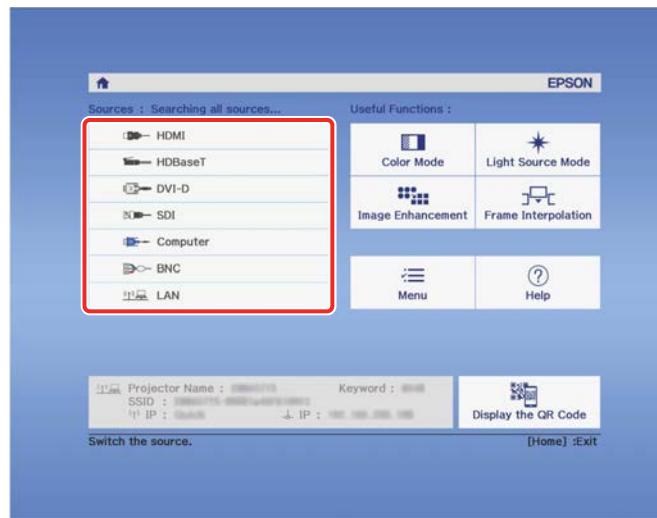 EPSON
Sources : Searching all sources...
HDMI
HDBaseT
DVI-D
SDI
Computer
BNC
LAN
Useful Functions :
Color Mode
Light Source Mode
Image Enhancement
Frame Interpolation
Menu
Help
Projector Name :
Keyword :
SSID :
IP :
IP :
Display the QR Code
Switch the source.
[Home] :Exit